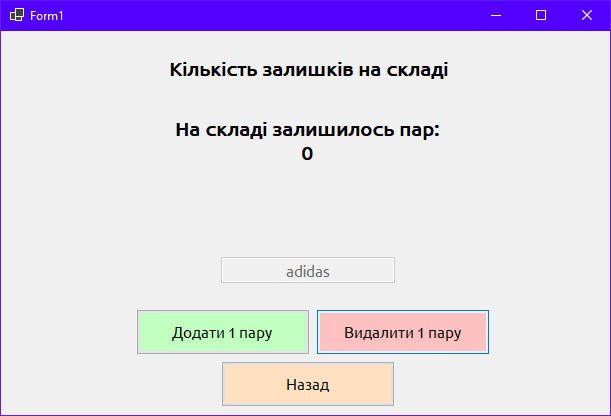 Form1
Кількість залишків на складі
На складі залишилось пар:
0
adidas
Додати 1 пару
Видалити 1 пару
Назад